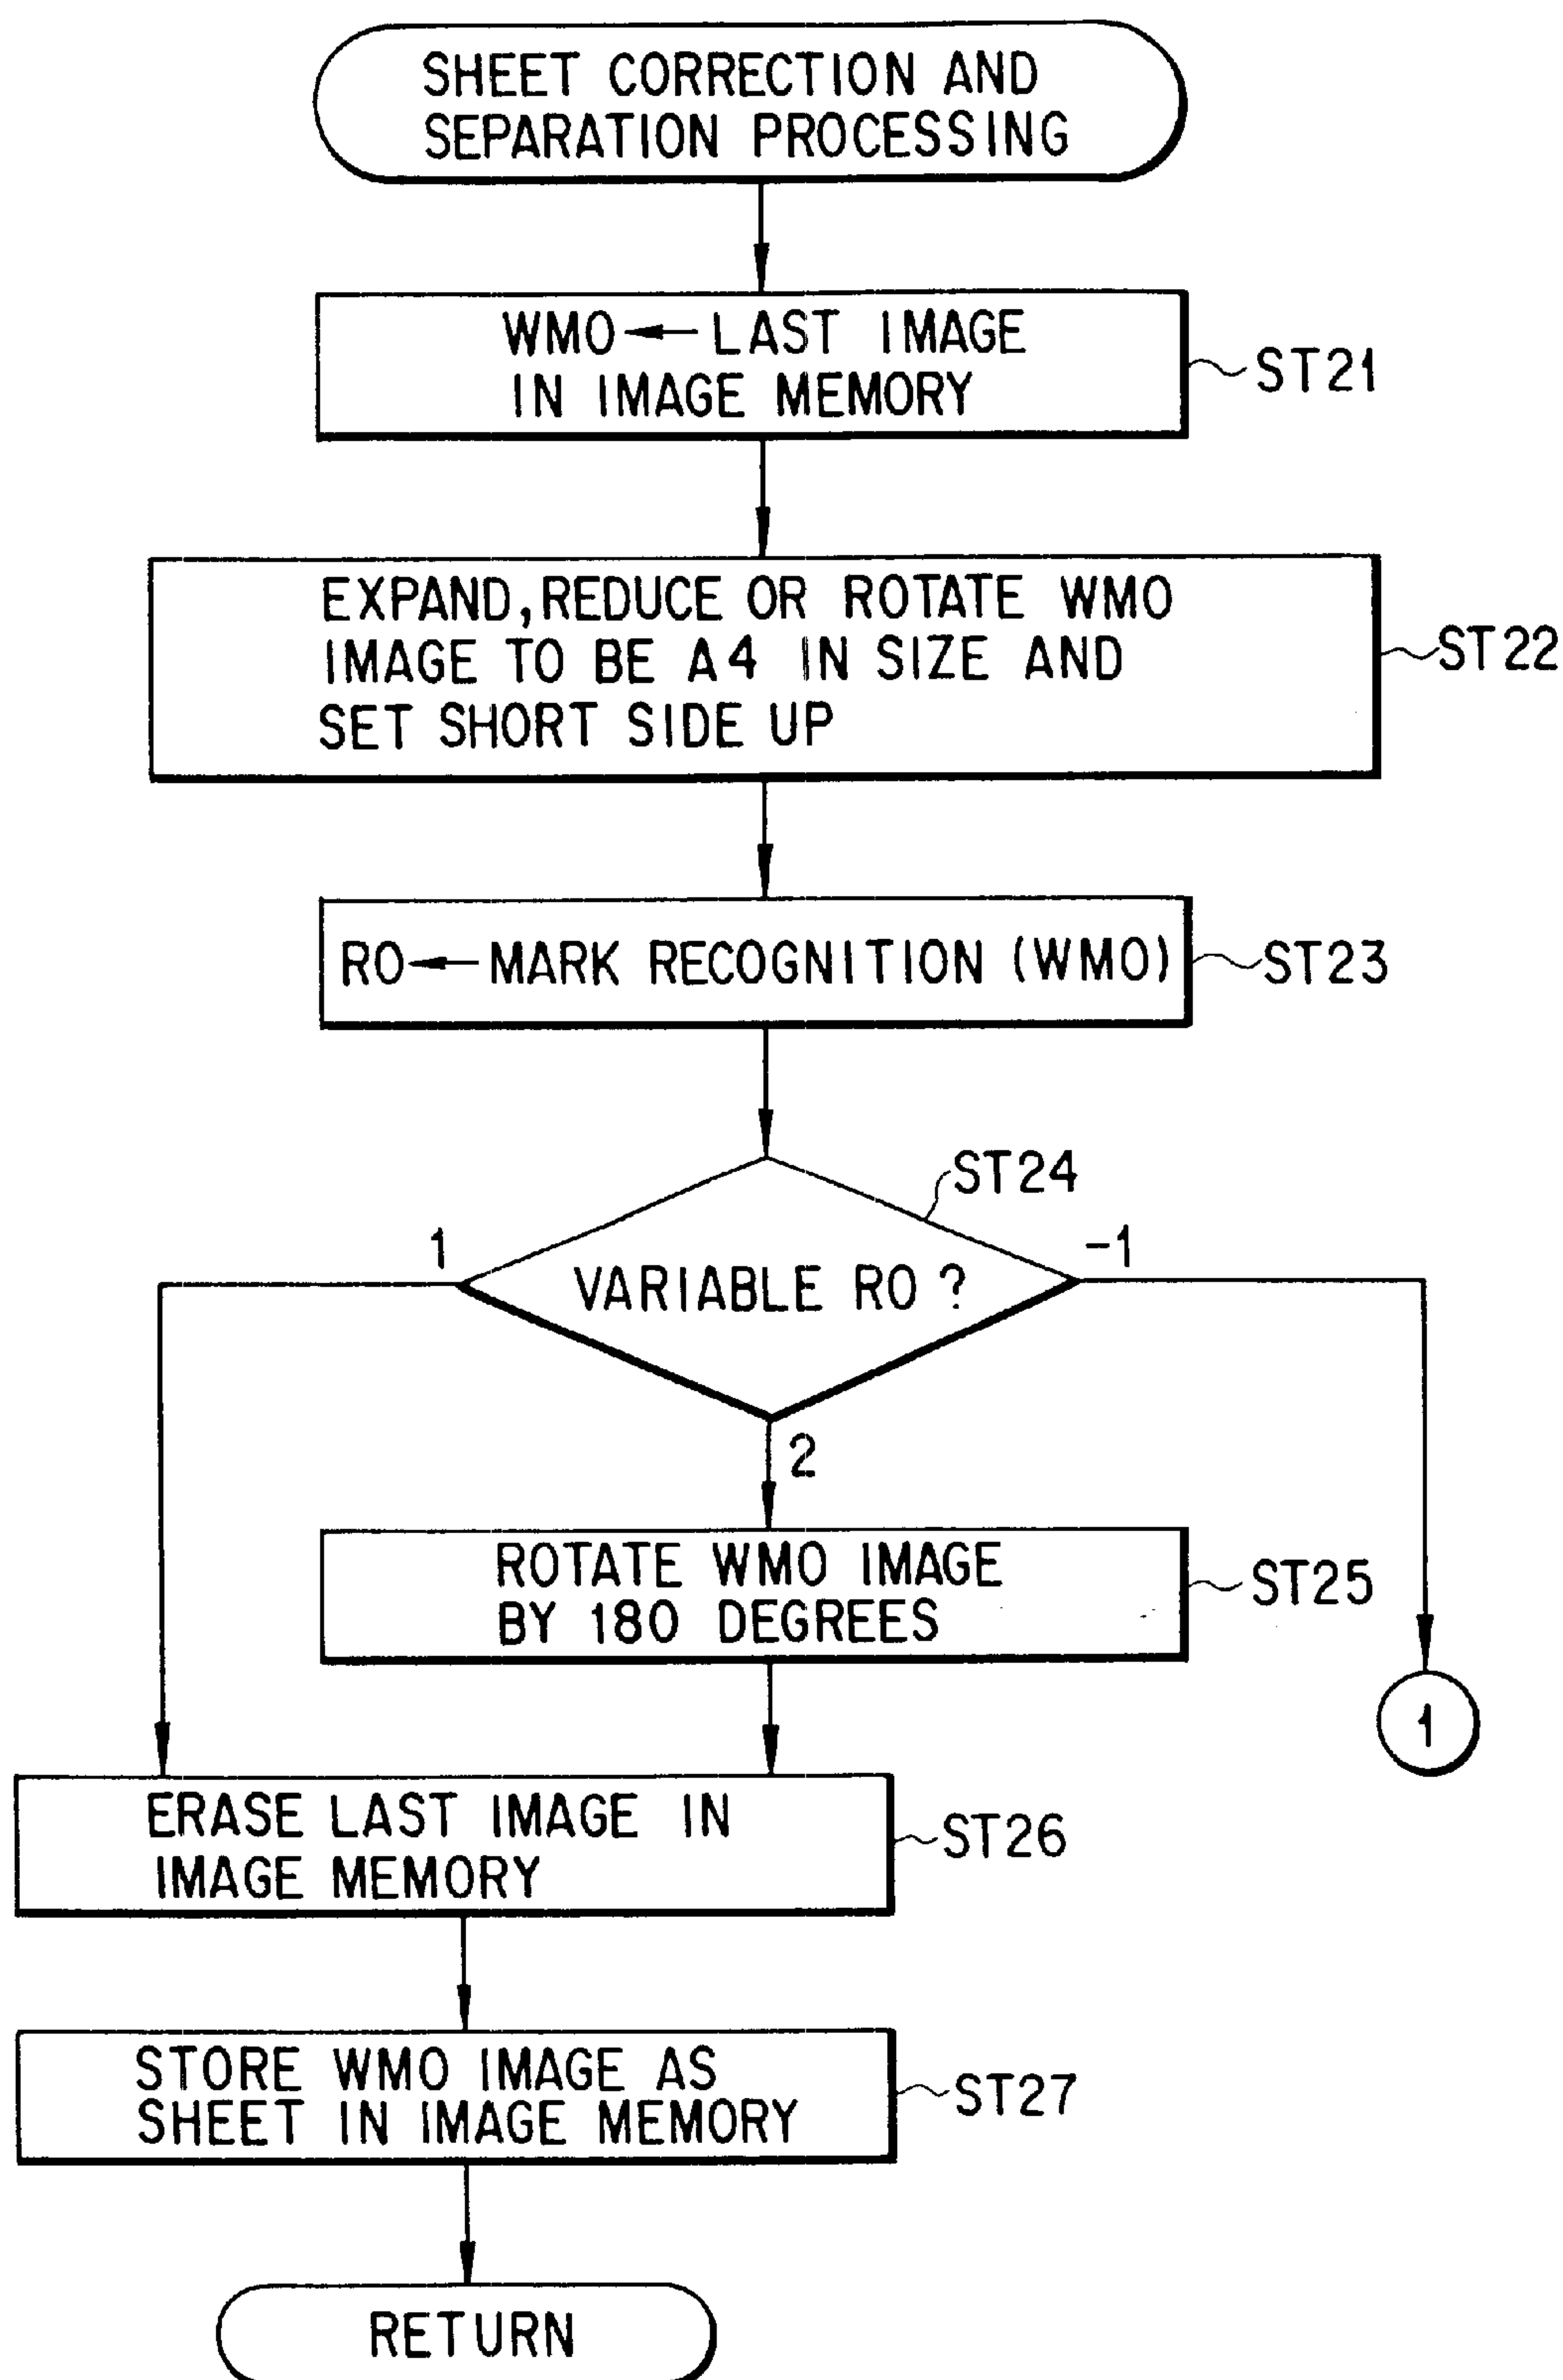 SHEET CORRECTION AND
SEPARATION PROCESSING
WMO ← LAST IMAGE
IN IMAGE MEMORY
ST21
EXPAND, REDUCE OR ROTATE WMO
IMAGE TO BE A4 IN SIZE AND
SET SHORT SIDE UP
ST22
RO ← MARK RECOGNITION (WMO)
ST23
ST24
1
VARIABLE RO ?
-1
2
ROTATE WMO IMAGE
BY 180 DEGREES
ST25
1
ERASE LAST IMAGE IN
IMAGE MEMORY
ST26
STORE WMO IMAGE AS
SHEET IN IMAGE MEMORY
ST27
RETURN